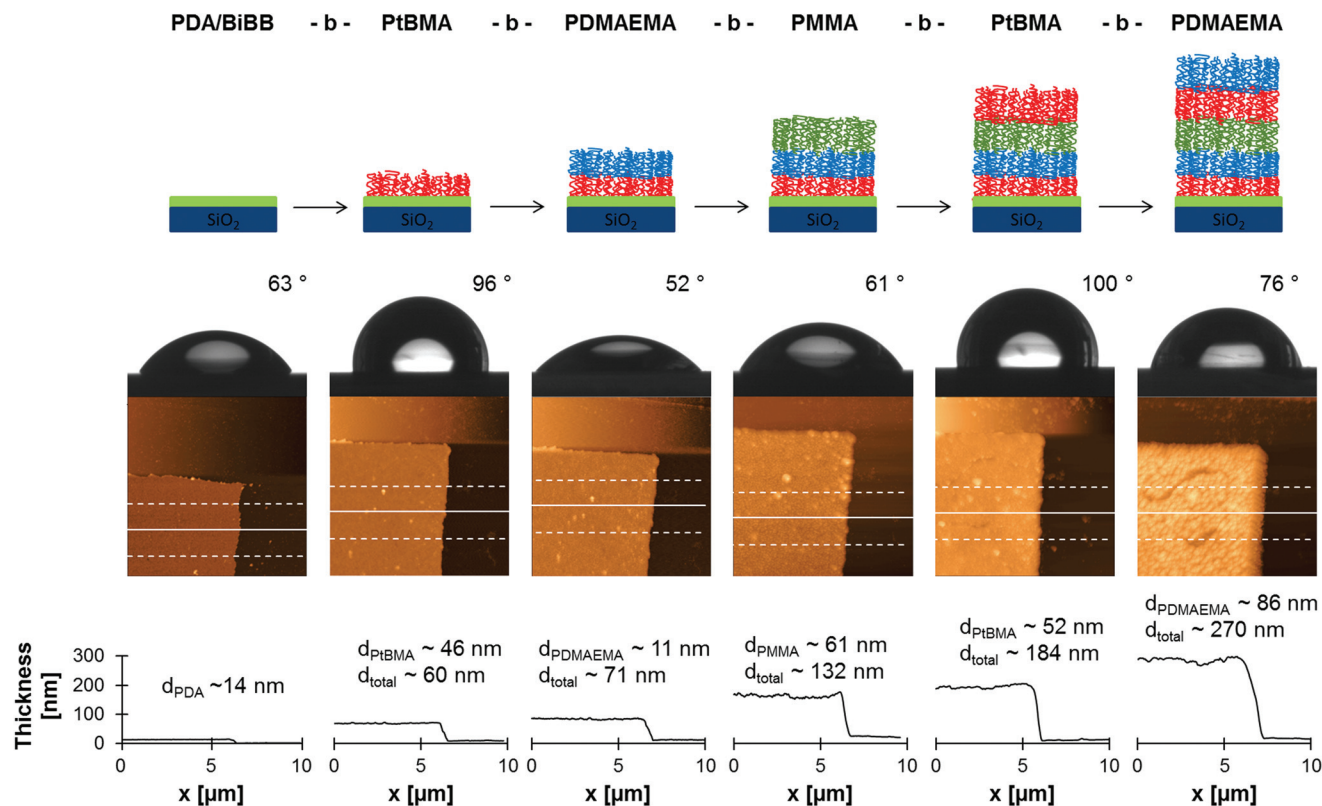 PDA/BiBB - b - PtBMA - b - PDMAEMA - b - PMMA - b - PtBMA - b - PDMAEMA
SiO2 SiO2 SiO2 SiO2 SiO2 SiO2
63 ° 96 ° 52 ° 61 ° 100 ° 76 °
dPDMAEMA ~ 86 nm
dtotal ~ 270 nm
dPtBMA ~ 52 nm
dtotal ~ 184 nm
dPtBMA ~ 46 nm
dtotal ~ 60 nm
dPDMAEMA ~ 11 nm
dtotal ~ 71 nm
dPMMA ~ 61 nm
dtotal ~ 132 nm
dPDA ~14 nm
Thickness
[nm]
300
200
100
0
0 5 10 0 5 10 0 5 10 0 5 10 0 5 10 0 5 10
x [µm] x [µm] x [µm] x [µm] x [µm] x [µm]